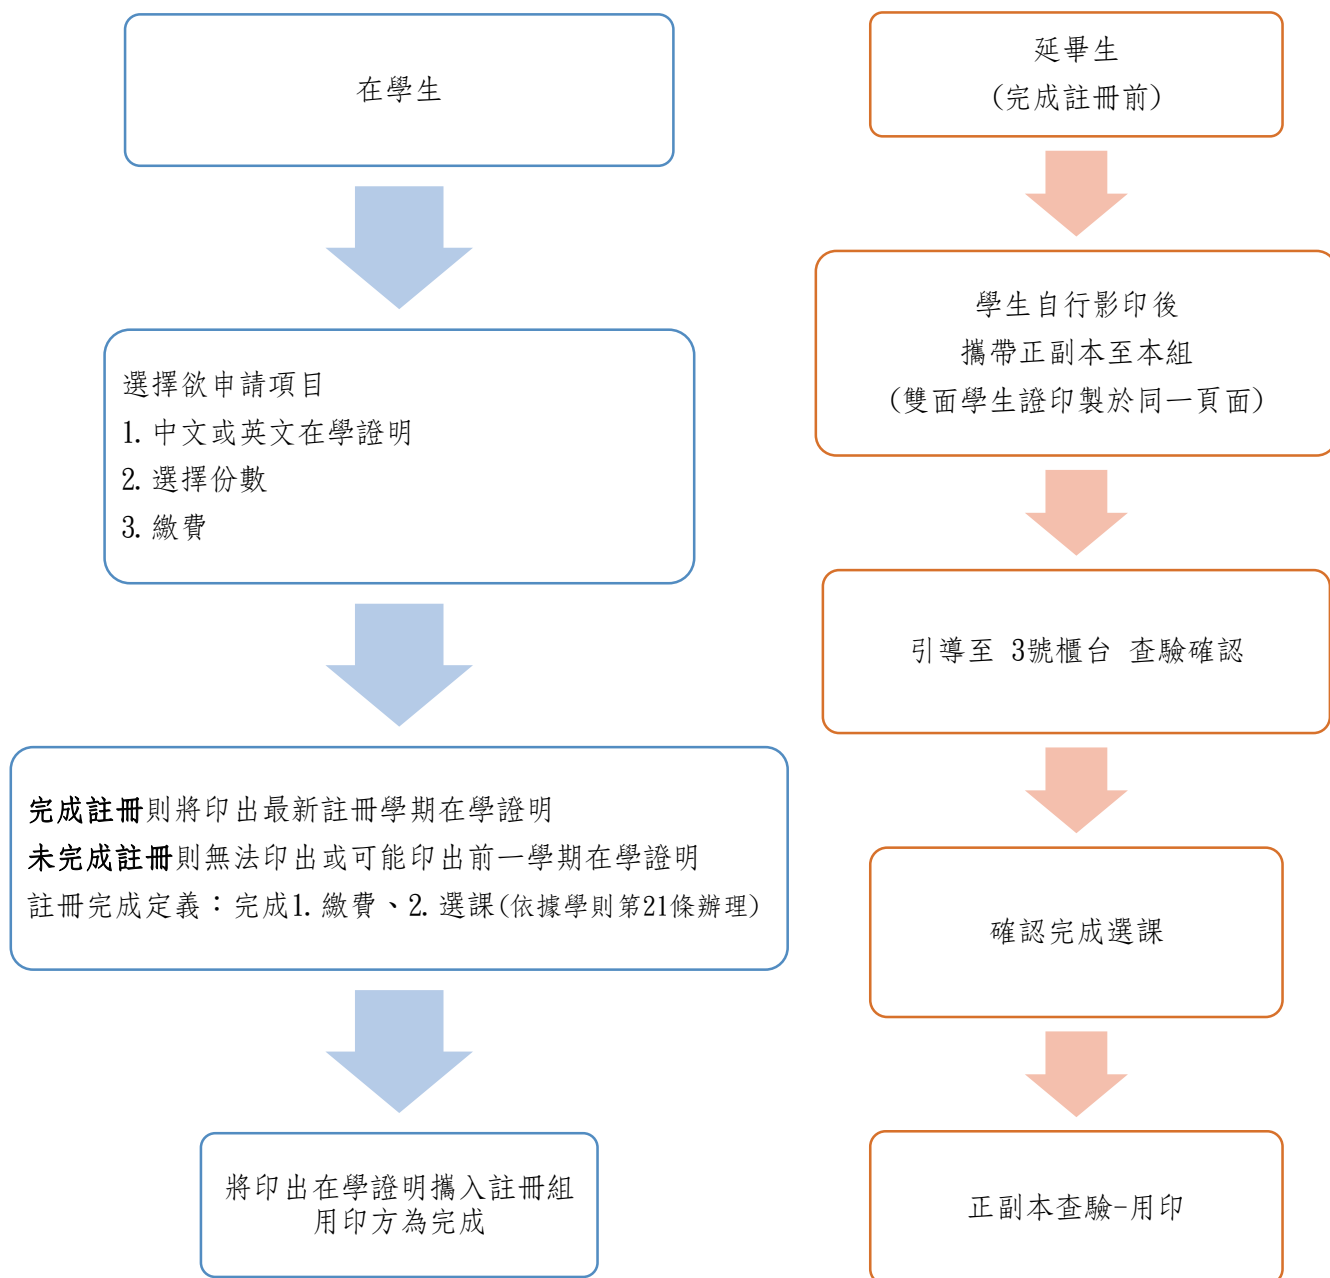 在學生
選擇欲申請項目
1. 中文或英文在學證明
2. 選擇份數
3. 繳費
完成註冊則將印出最新註冊學期在學證明
未完成註冊則無法印出或可能印出前一學期在學證明
註冊完成定義：完成1. 繳費、2. 選課(依據學則第21條辦理)
將印出在學證明攜入註冊組
用印方為完成
延畢生
(完成註冊前)
學生自行影印後
攜帶正副本至本組
(雙面學生證印製於同一頁面)
引導至 3號櫃台 查驗確認
確認完成選課
正副本查驗-用印